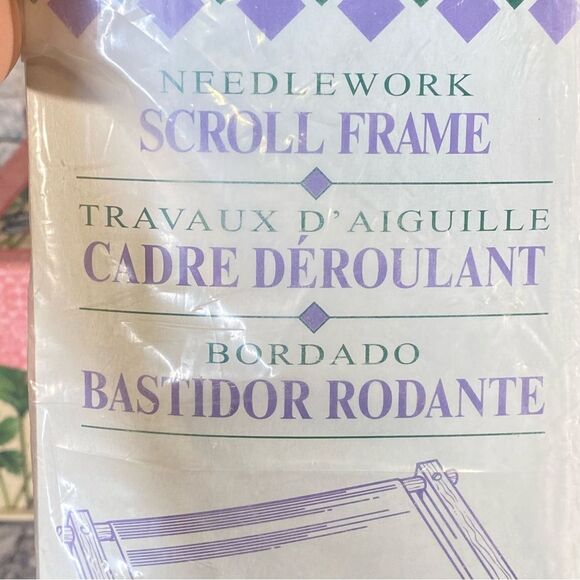 NEEDLEWORK
SCROLL FRAME
TRAVAUX D'AIGUILLE
CADRE DÉROULANT
BORDADO
BASTIDOR RODANTE